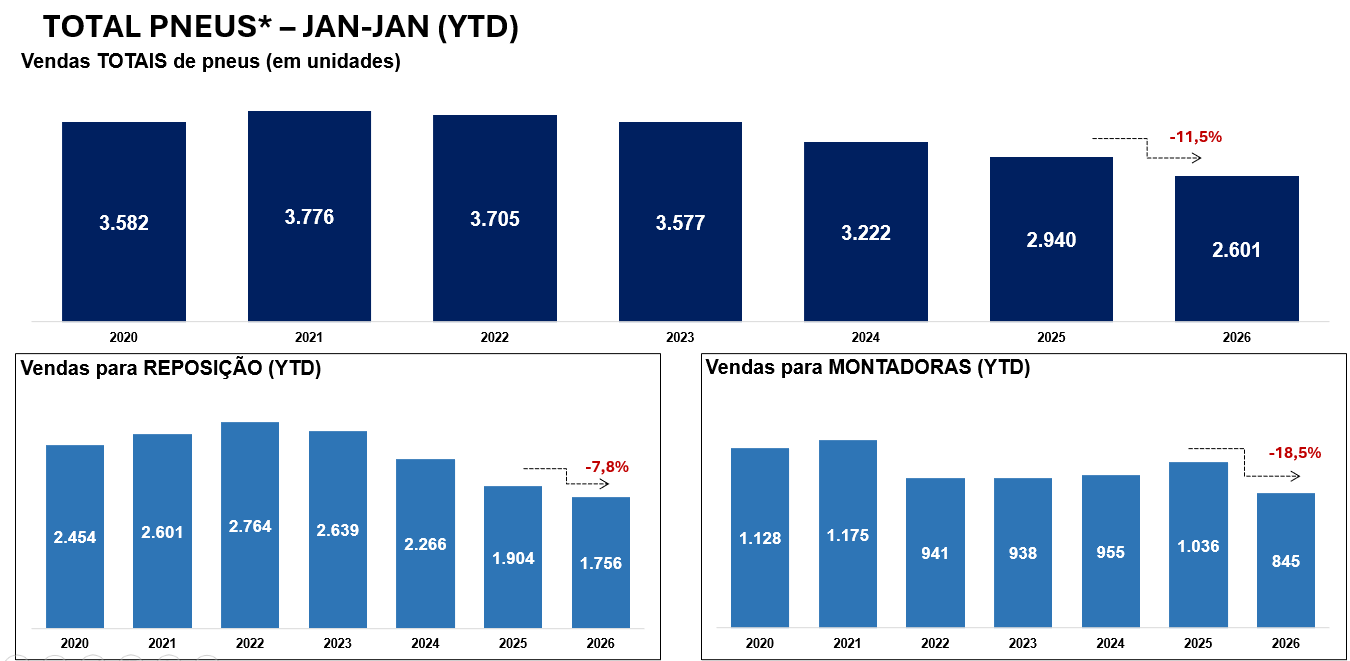 TOTAL PNEUS* – JAN-JAN (YTD)
Vendas TOTAIS de pneus (em unidades)
-11,5%
3.582 3.776 3.705 3.577 3.222 2.940 2.601
2020 2021 2022 2023 2024 2025 2026
Vendas para REPOSIÇÃO (YTD)
-7,8%
2.454 2.601 2.764 2.639 2.266 1.904 1.756
2020 2021 2022 2023 2024 2025 2026
Vendas para MONTADORAS (YTD)
-18,5%
1.128 1.175 941 938 955 1.036 845
2020 2021 2022 2023 2024 2025 2026